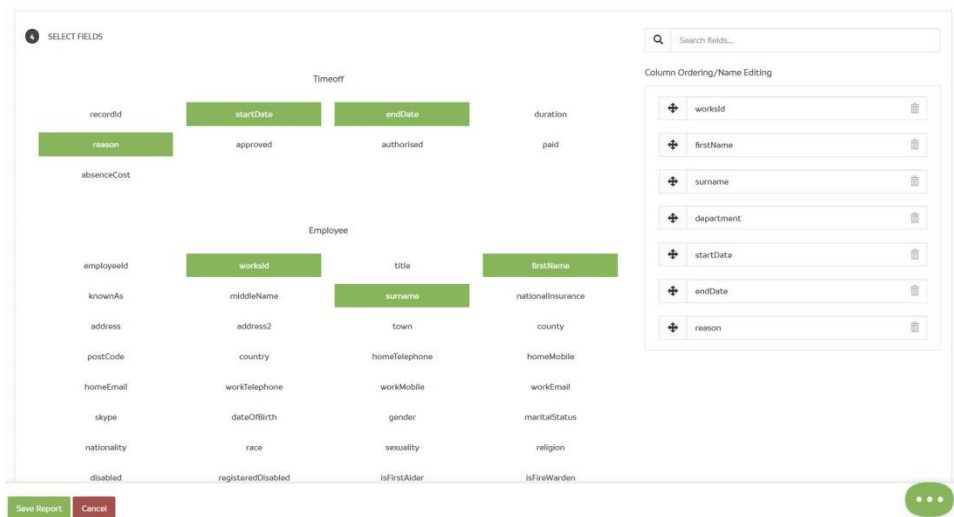 4 SELECT FIELDS
Search fields...
Timeoff
Column Ordering/Name Editing
recordId startDate endDate duration
reason approved authorised paid
absenceCost
Employee
employeeId worksId title firstName
knownAs middleName surname nationalInsurance
address address2 town county
postCode country homeTelephone homeMobile
homeEmail workTelephone workMobile workEmail
skype dateOfBirth gender maritalStatus
nationality race sexuality religion
disabled registeredDisabled isFirstAider isFireWarden
worksId
firstName
surname
department
startDate
endDate
reason
Save Report Cancel